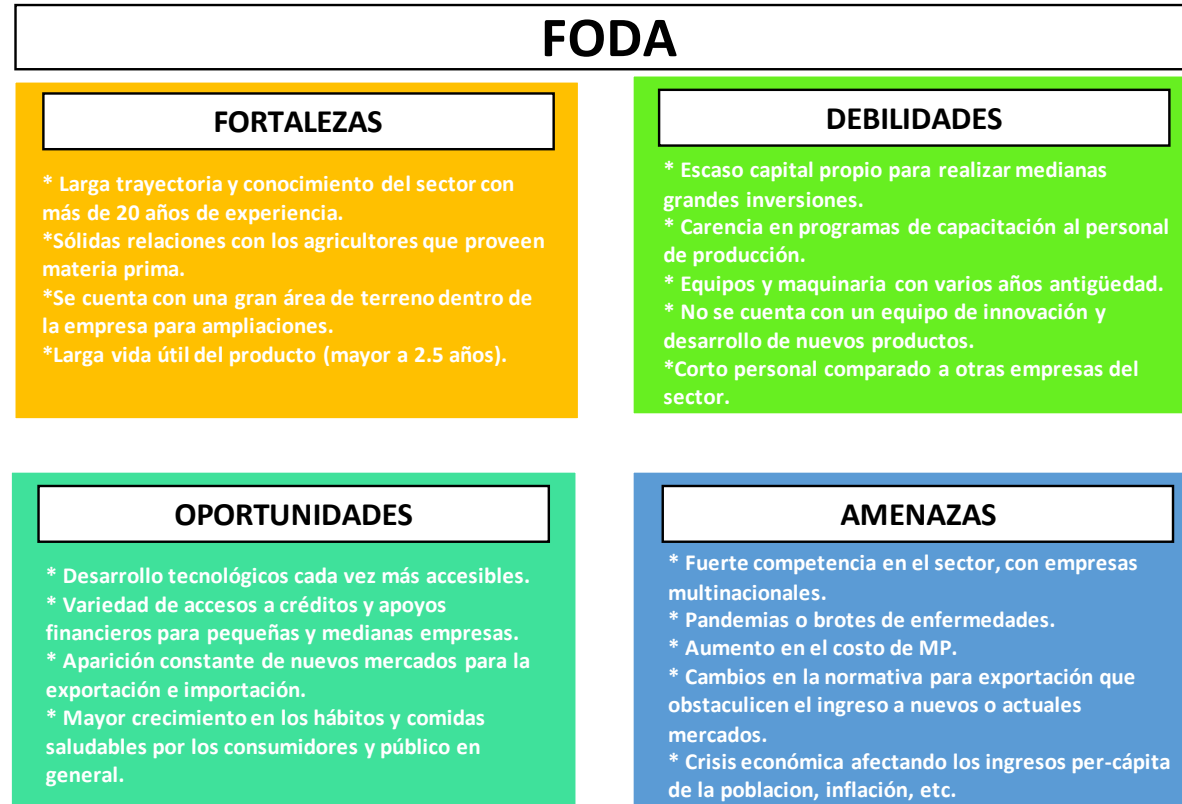 FODA
FORTALEZAS
* Larga trayectoria y conocimiento del sector con
más de 20 años de experiencia.
*Sólidas relaciones con los agricultores que proveen
materia prima.
*Se cuenta con una gran área de terreno dentro de
la empresa para ampliaciones.
*Larga vida útil del producto (mayor a 2.5 años).
DEBILIDADES
* Escaso capital propio para realizar medianas
grandes inversiones.
* Carencia en programas de capacitación al personal
de producción.
* Equipos y maquinaria con varios años antigüedad.
* No se cuenta con un equipo de innovación y
desarrollo de nuevos productos.
*Corto personal comparado a otras empresas del
sector.
OPORTUNIDADES
* Desarrollo tecnológicos cada vez más accesibles.
* Variedad de accesos a créditos y apoyos
financieros para pequeñas y medianas empresas.
* Aparición constante de nuevos mercados para la
exportación e importación.
* Mayor crecimiento en los hábitos y comidas
saludables por los consumidores y público en
general.
AMENAZAS
* Fuerte competencia en el sector, con empresas
multinacionales.
* Pandemias o brotes de enfermedades.
* Aumento en el costo de MP.
* Cambios en la normativa para exportación que
obstaculicen el ingreso a nuevos o actuales
mercados.
* Crisis económica afectando los ingresos per-cápita
de la poblacion, inflación, etc.